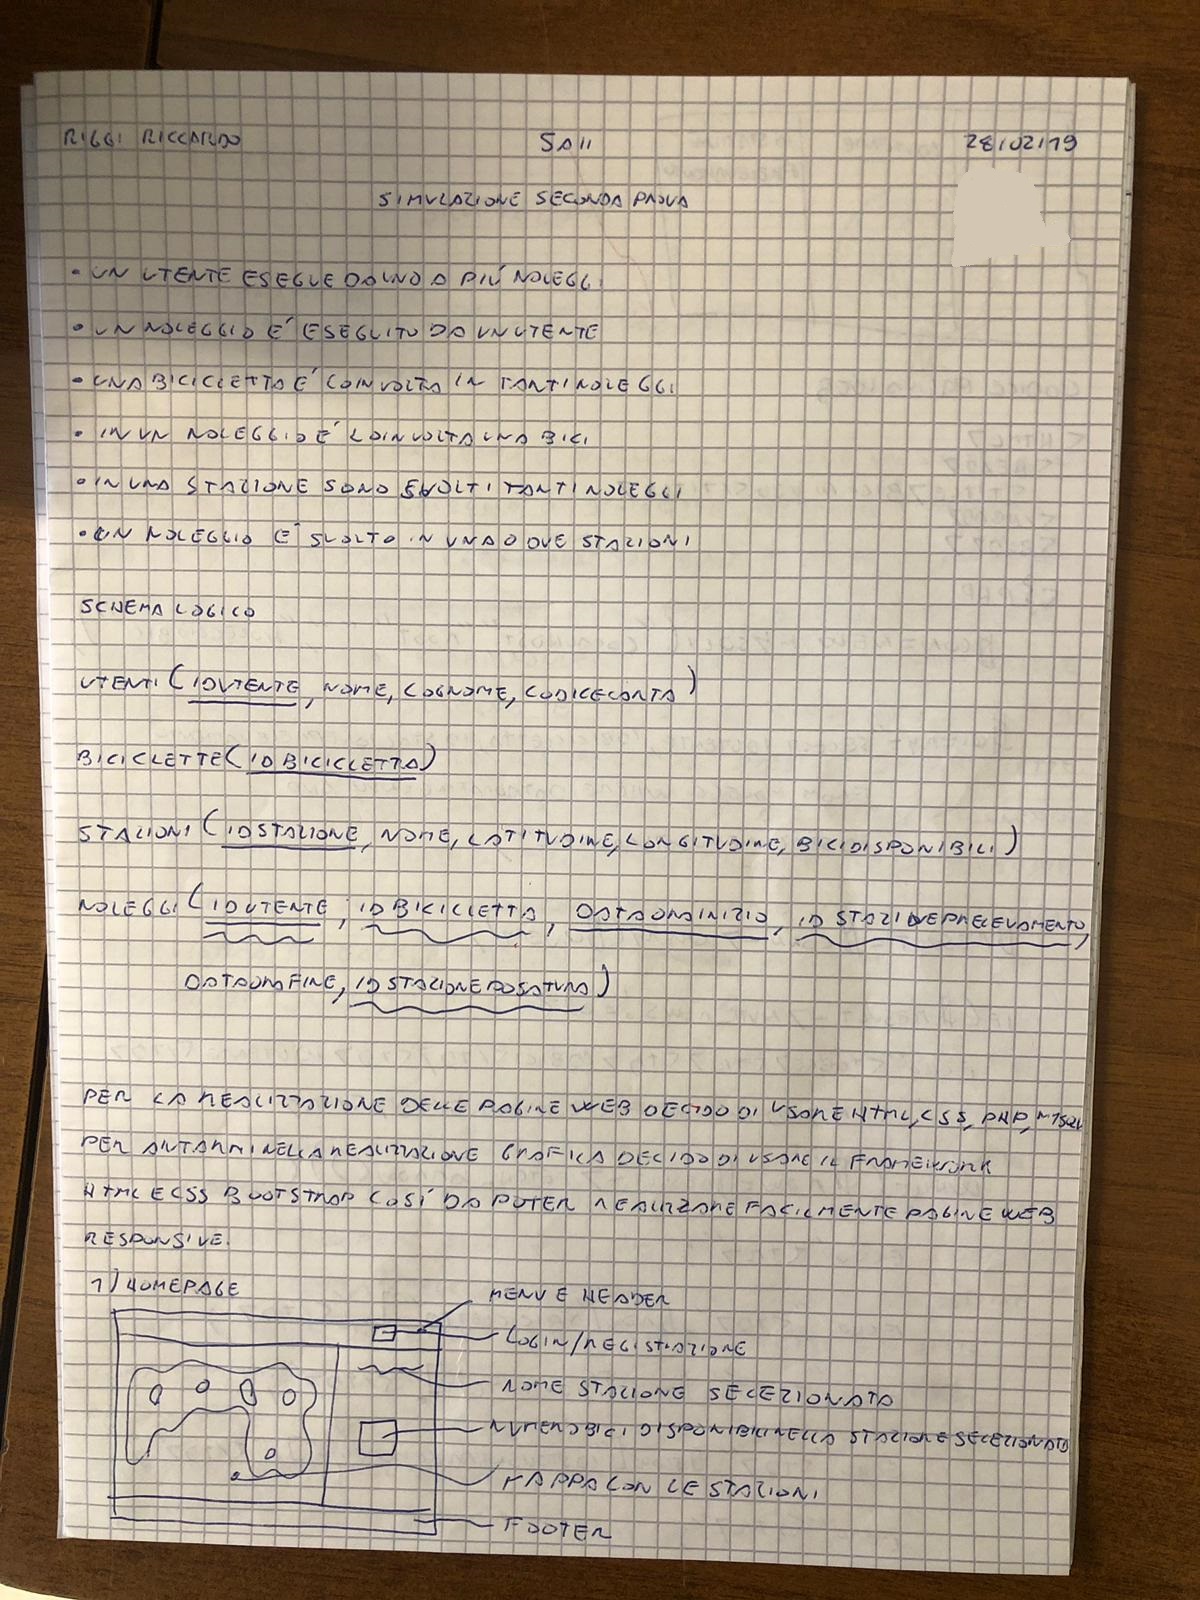 RIGGI RICCARDO 5AII 28/02/19
SIMULAZIONE SECONDA PROVA
• UN UTENTE ESEGUE DA UNO A PIÙ NOLEGGI
• UN NOLEGGIO E' ESEGUITO DA UN UTENTE
• UNA BICICLETTA E' COINVOLTA IN TANTI NOLEGGI
• IN UN NOLEGGIO E' COINVOLTA UNA BICI
• IN UNA STAZIONE SONO SVOLTI TANTI NOLEGGI
• UN NOLEGGIO E' SVOLTO IN UNA O DUE STAZIONI
SCHEMA LOGICO
UTENTI (IDUTENTE, NOME, COGNOME, CODICECARTA)
BICICLETTE (IDBICICLETTA)
STAZIONI (IDSTAZIONE, NOME, LATITUDINE, LONGITUDINE, BICIDISPONIBILI)
NOLEGGI (IDUTENTE, IDBICICLETTA, DATAORAINIZIO, IDSTAZIONEPRELEVAMENTO,
DATAORAFINE, IDSTAZIONEPOSATURA)
PER LA REALIZZAZIONE DELLE PAGINE WEB DECIDO DI USARE HTML, CSS, PHP, MYSQL
PER AIUTARMI NELLA REALIZZAZIONE GRAFICA DECIDO DI USARE IL FRAMEWORK
HTML E CSS BOOTSTRAP COSÍ DA POTER REALIZZARE FACILMENTE PAGINE WEB
RESPONSIVE.
1) HOMEPAGE
MENU E HEADER
LOGIN/REGISTRAZIONE
NOME STAZIONE SELEZIONATA
NUMERO BICI DISPONIBILI NELLA STAZIONE SELEZIONATA
MAPPA CON LE STAZIONI
FOOTER